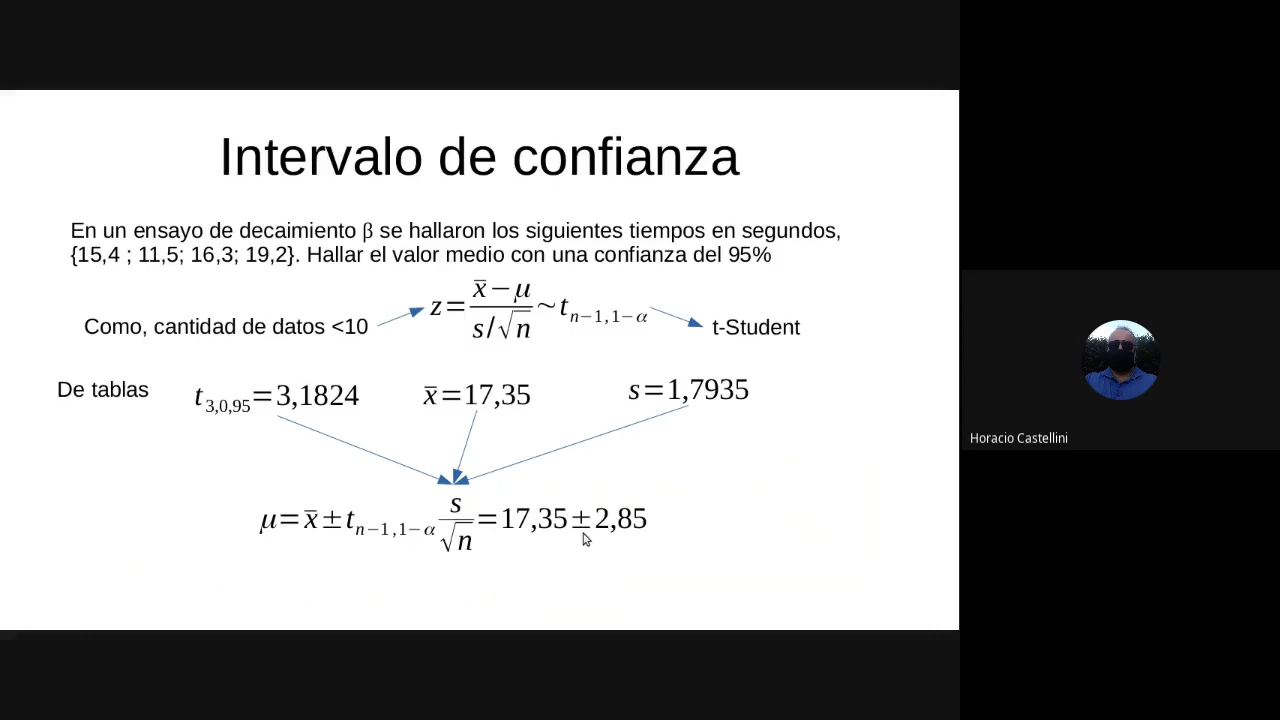 Intervalo de confianza
En un ensayo de decaimiento β se hallaron los siguientes tiempos en segundos,
{15,4 ; 11,5; 16,3; 19,2}. Hallar el valor medio con una confianza del 95%
Como, cantidad de datos <10 z = (x̄ − μ) / (s/√n) ~ t_{n−1,1−α} t-Student
De tablas t_{3,0,95} = 3,1824 x̄ = 17,35 s = 1,7935
μ = x̄ ± t_{n−1,1−α} s/√n = 17,35 ± 2,85
Horacio Castellini